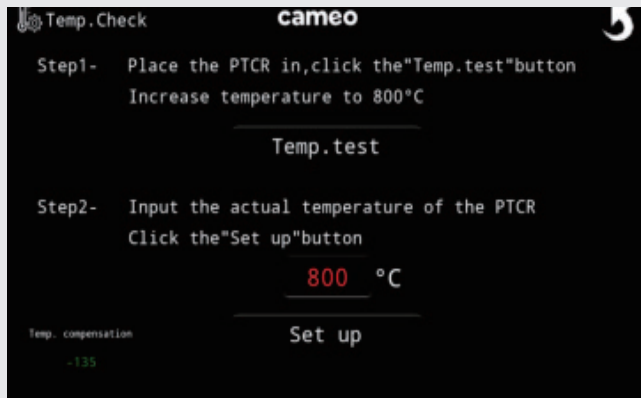 Temp.Check
cameo
Step1- Place the PTCR in,click the"Temp.test"button
Increase temperature to 800°C
Temp.test
Step2- Input the actual temperature of the PTCR
Click the"Set up"button
800 °C
Temp. compensation
Set up
-135